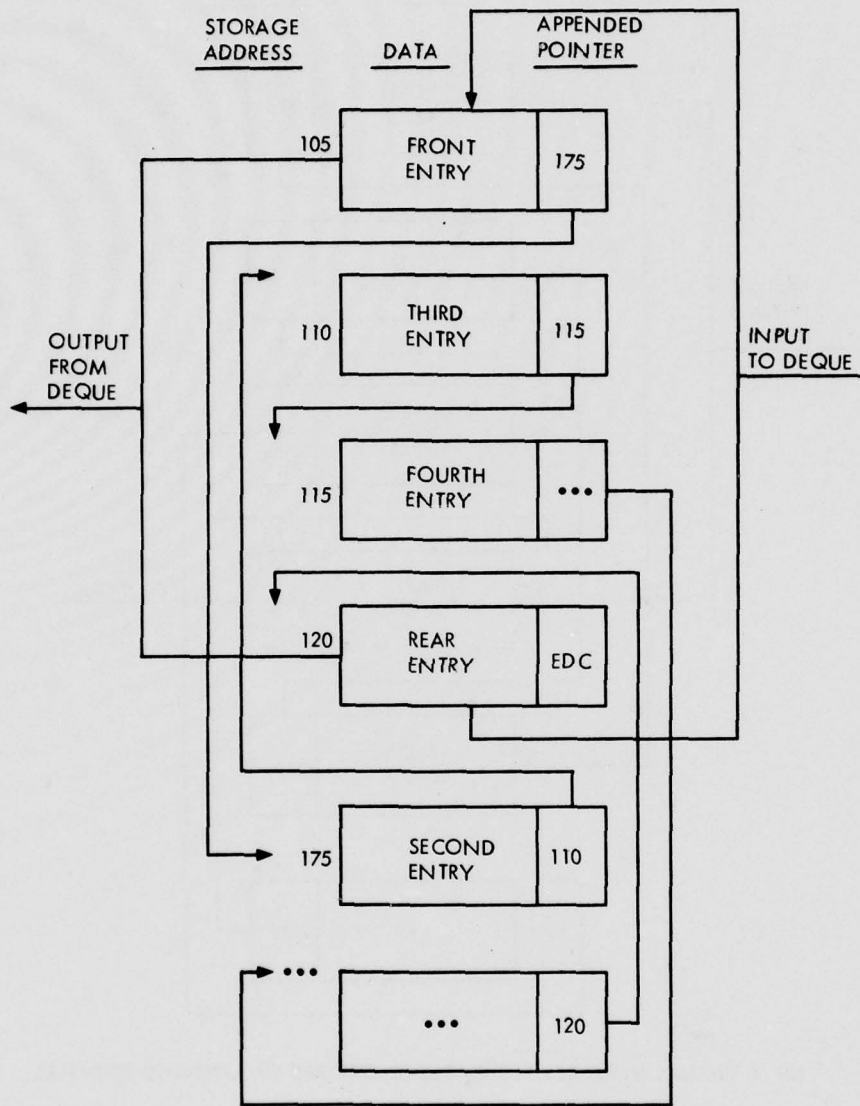 STORAGE ADDRESS
DATA
APPENDED POINTER
105
FRONT ENTRY
175
110
THIRD ENTRY
115
OUTPUT FROM DEQUE
INPUT TO DEQUE
115
FOURTH ENTRY
•••
120
REAR ENTRY
EDC
175
SECOND ENTRY
110
•••
•••
120